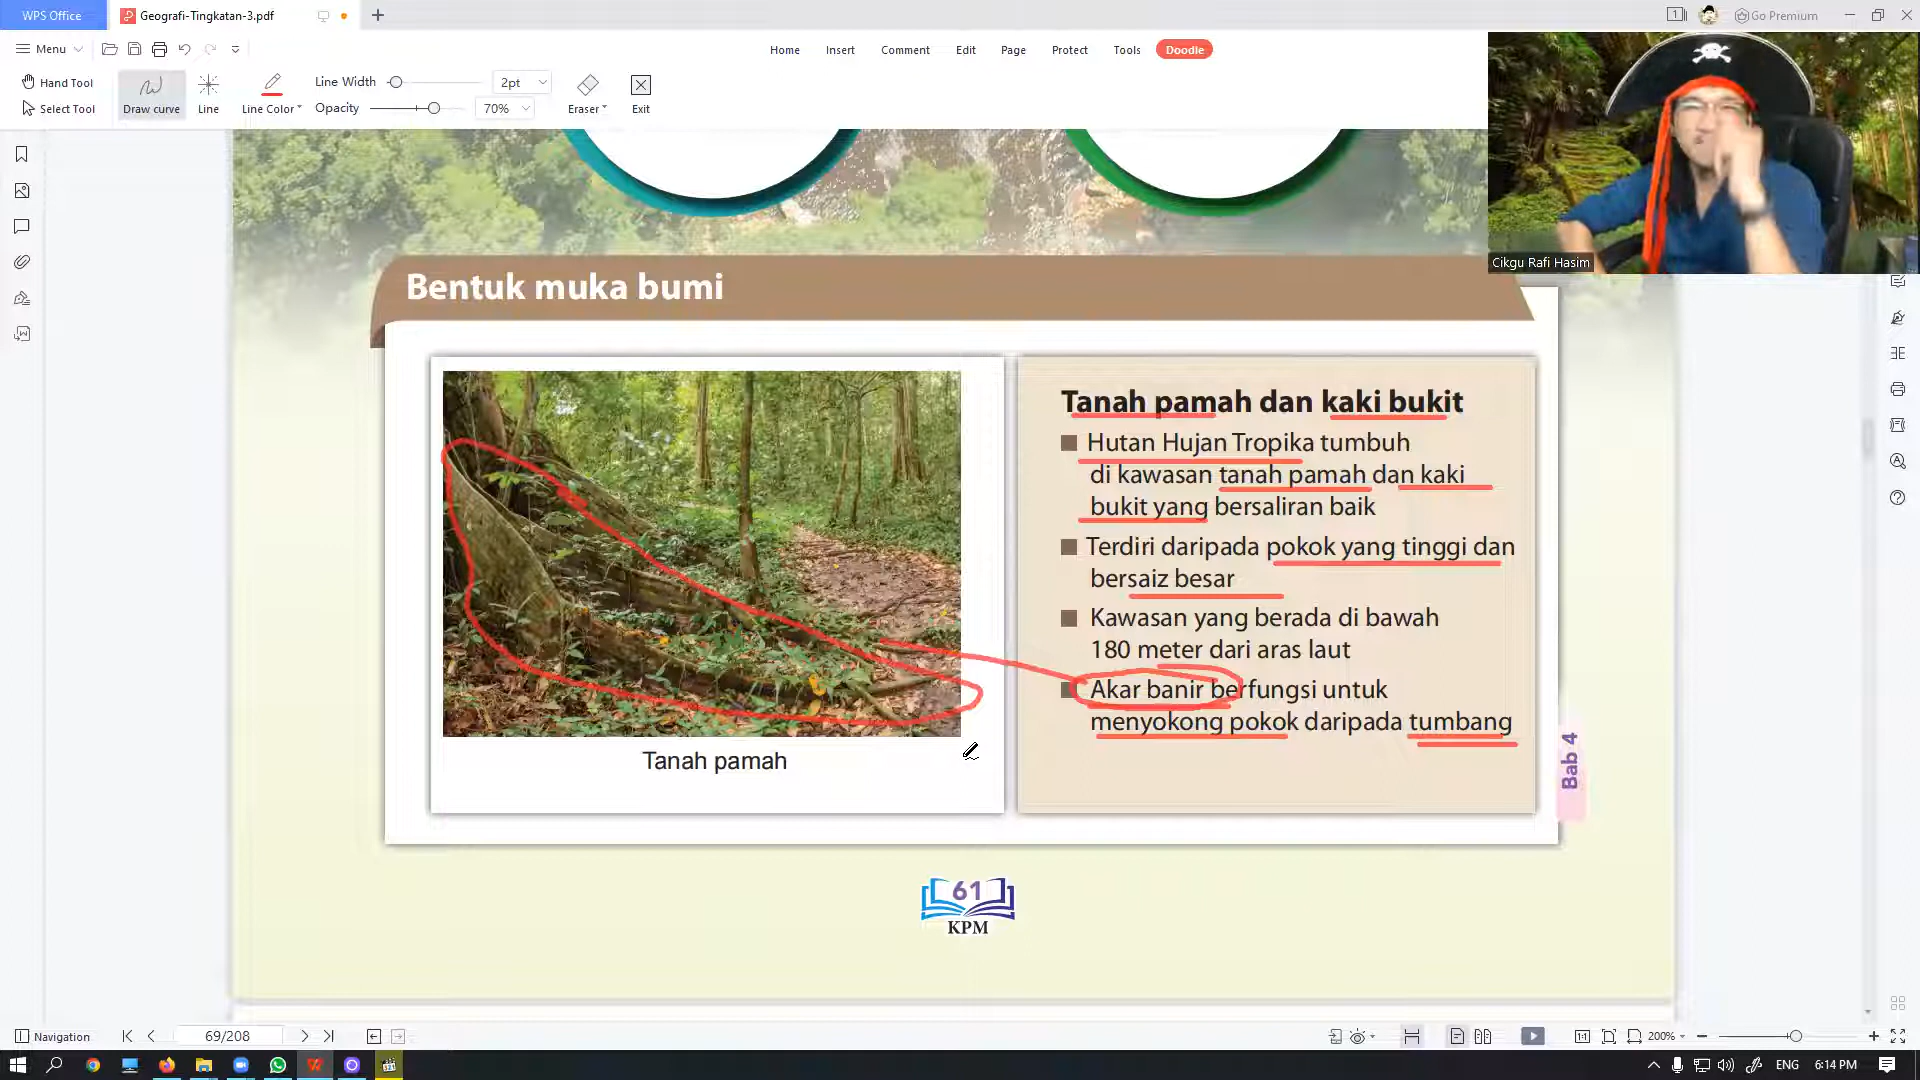 WPS Office
Geografi-Tingkatan-3.pdf
1
Go Premium
Menu
Home
Insert
Comment
Edit
Page
Protect
Tools
Doodle
Hand Tool
Select Tool
Draw curve
Line
Line Color
Line Width
2pt
Opacity
70%
Eraser
Exit
Cikgu Rafi Hasim
Bentuk muka bumi
Tanah pamah
Tanah pamah dan kaki bukit
Hutan Hujan Tropika tumbuh
di kawasan tanah pamah dan kaki
bukit yang bersaliran baik
Terdiri daripada pokok yang tinggi dan
bersaiz besar
Kawasan yang berada di bawah
180 meter dari aras laut
Akar banir berfungsi untuk
menyokong pokok daripada tumbang
Bab 4
61
KPM
Navigation
69/208
200%
ENG
6:14 PM